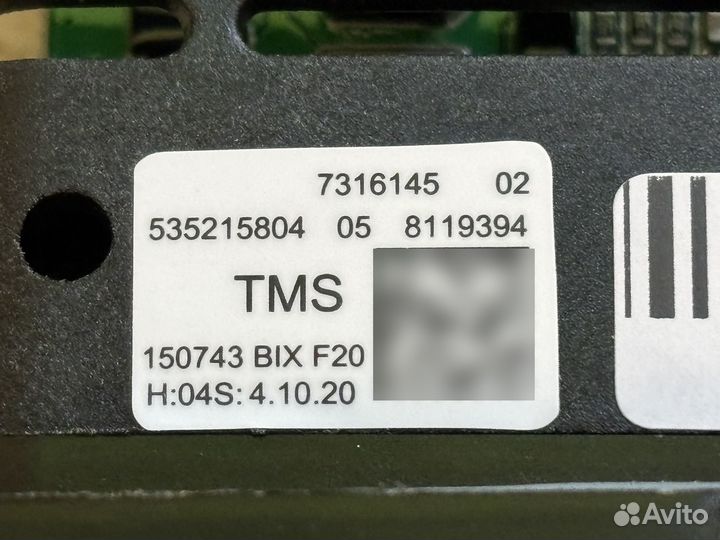 7316145 02
535215804 05 8119394
TMS
150743 BIX F20
H:04S: 4.10.20
Avito